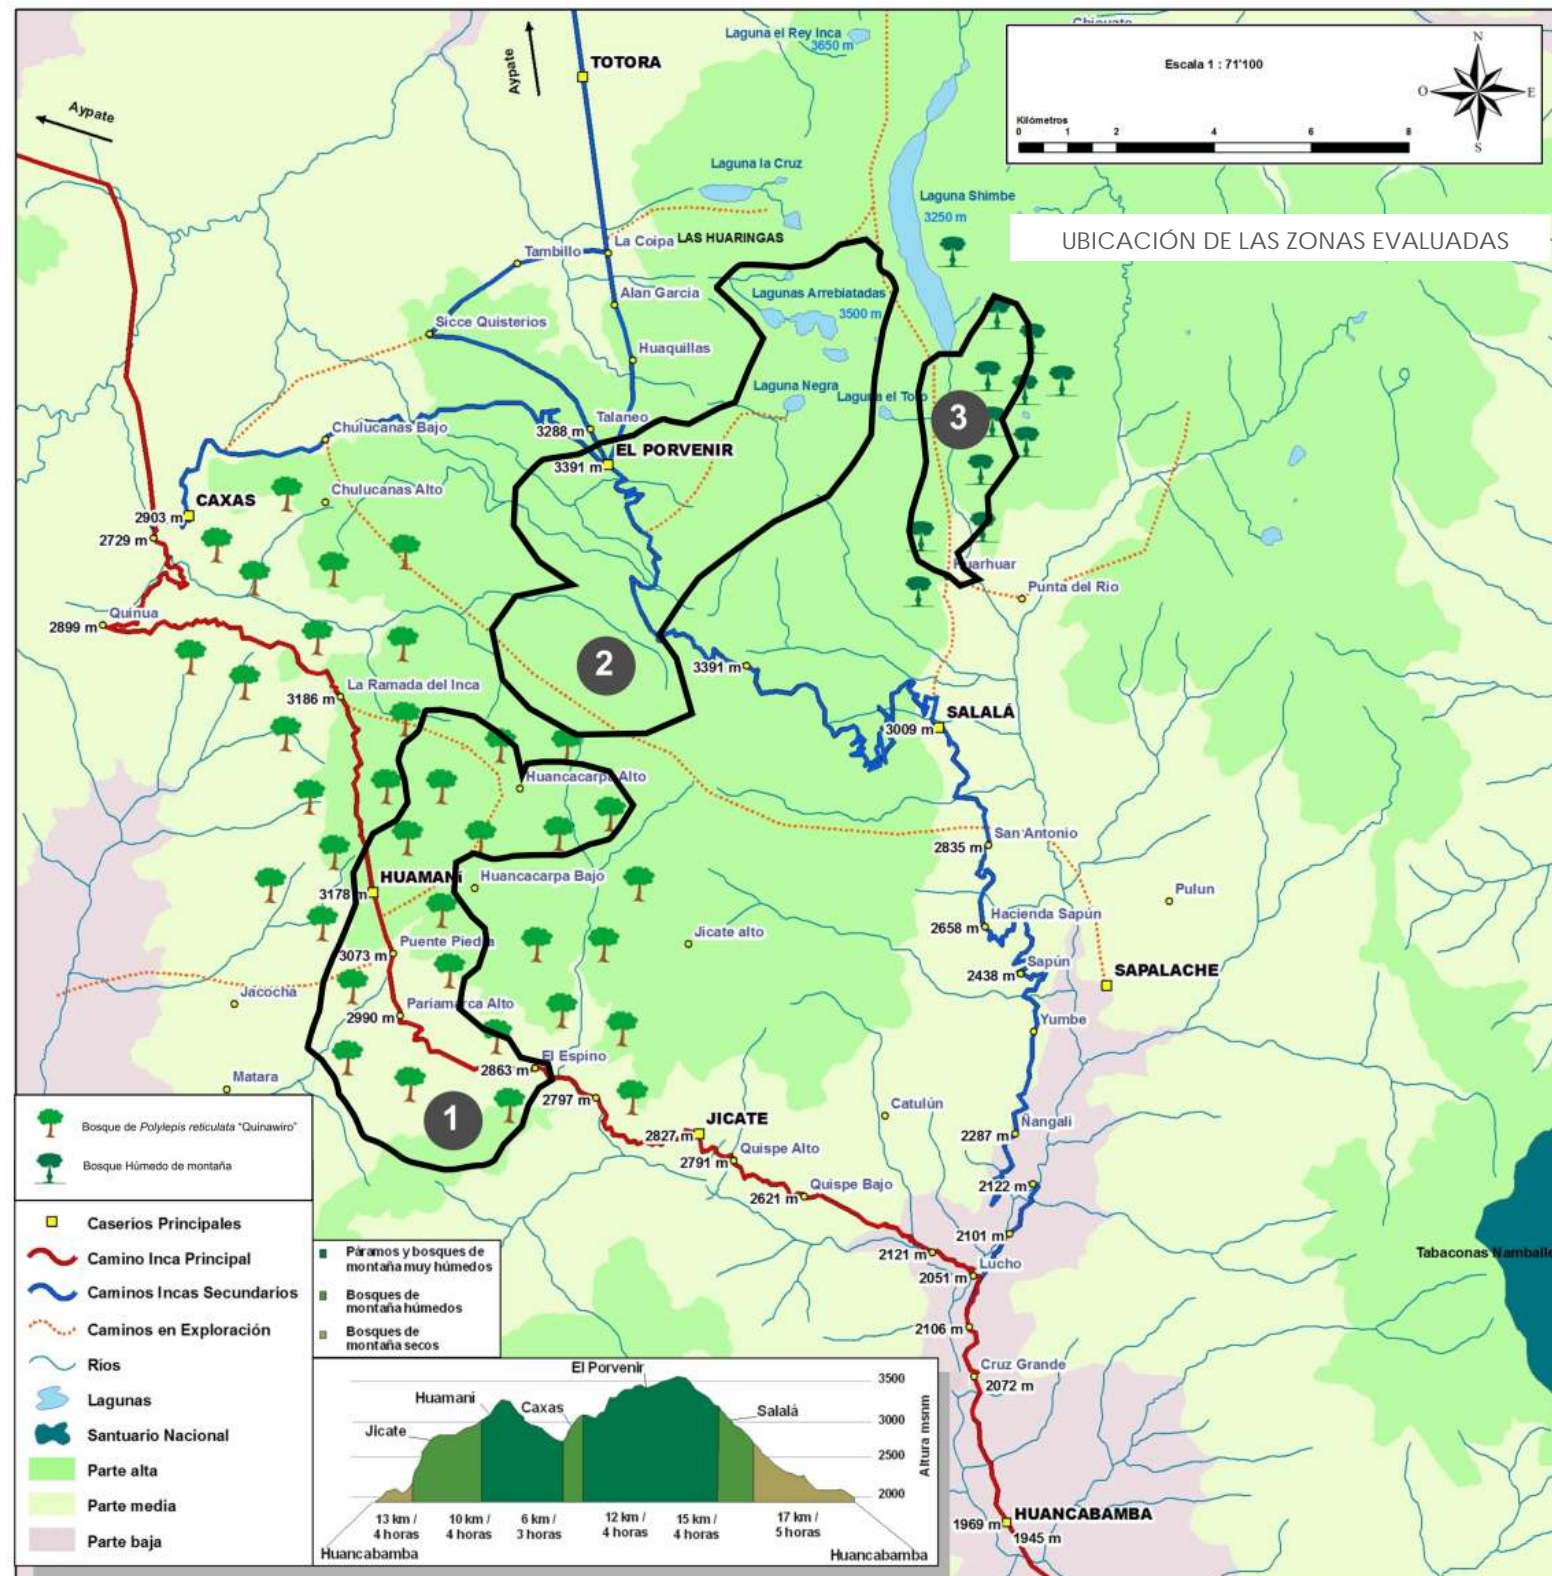 Chiquate
Laguna el Rey Inca
3650 m
Escala 1 : 71'100
N
O
E
S
Kilómetros
0 1 2 4 6 8
TOTORA
Aypate
Aypate
Laguna la Cruz
Laguna Shimbe
3250 m
UBICACIÓN DE LAS ZONAS EVALUADAS
La Coipa
LAS HUARINGAS
Tambillo
Alan Garcia
Lagunas Arrebiatadas
3500 m
Sicce Quisterios
Huaquillas
Laguna Negra
Laguna el Toro
3
Talaneo
3288 m
Chulucanas Bajo
EL PORVENIR
3391 m
Chulucanas Alto
CAXAS
2903 m
2729 m
Huarhuar
Punta del Rio
Quinua
2899 m
2
3391 m
La Ramada del Inca
3186 m
SALALÁ
3009 m
Huancacarpa Alto
San Antonio
2835 m
HUAMANÍ
3178 m
Huancacarpa Bajo
Pulun
Hacienda Sapún
2658 m
Jicate alto
Puente Piedra
3073 m
Sapún
2438 m
SAPALACHE
Jacocha
Pariamarca Alto
2990 m
Yumbe
El Espino
2863 m
Matara
2797 m
1
Catulún
JICATE
2827 m
Ñangali
2287 m
Quispe Alto
2791 m
Quispe Bajo
2621 m
2122 m
2101 m
2121 m
Lucho
2051 m
Tabaconas Namballe
2106 m
Cruz Grande
2072 m
HUANCABAMBA
1969 m
1945 m
Bosque de Polylepis reticulata "Quinawiro"
Bosque Húmedo de montaña
Caserios Principales
Camino Inca Principal
Caminos Incas Secundarios
Caminos en Exploración
Ríos
Lagunas
Santuario Nacional
Parte alta
Parte media
Parte baja
Páramos y bosques de
montaña muy húmedos
Bosques de
montaña húmedos
Bosques de
montaña secos
El Porvenir
Huamaní
Caxas
Jicate
Salalá
3500
3000
2500
2000
Altura msnm
13 km /
4 horas
10 km /
4 horas
6 km /
3 horas
12 km /
4 horas
15 km /
4 horas
17 km /
5 horas
Huancabamba
Huancabamba